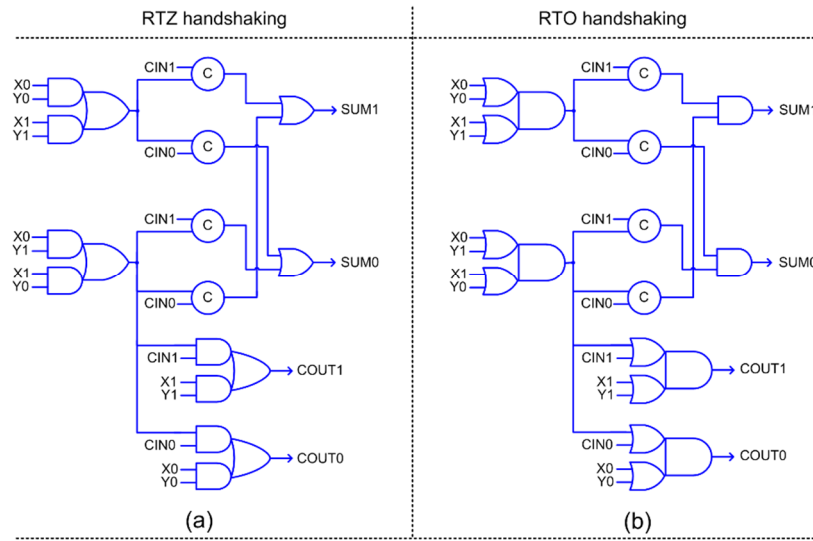 RTZ handshaking
CIN1
C
X0
Y0
X1
Y1
SUM1
C
CIN0
CIN1
C
X0
Y1
X1
Y0
SUM0
C
CIN0
CIN1
COUT1
X1
Y1
CIN0
COUT0
X0
Y0
(a)
RTO handshaking
CIN1
C
X0
Y0
X1
Y1
SUM1
C
CIN0
CIN1
C
X0
Y1
X1
Y0
SUM0
C
CIN0
CIN1
COUT1
X1
Y1
CIN0
COUT0
X0
Y0
(b)